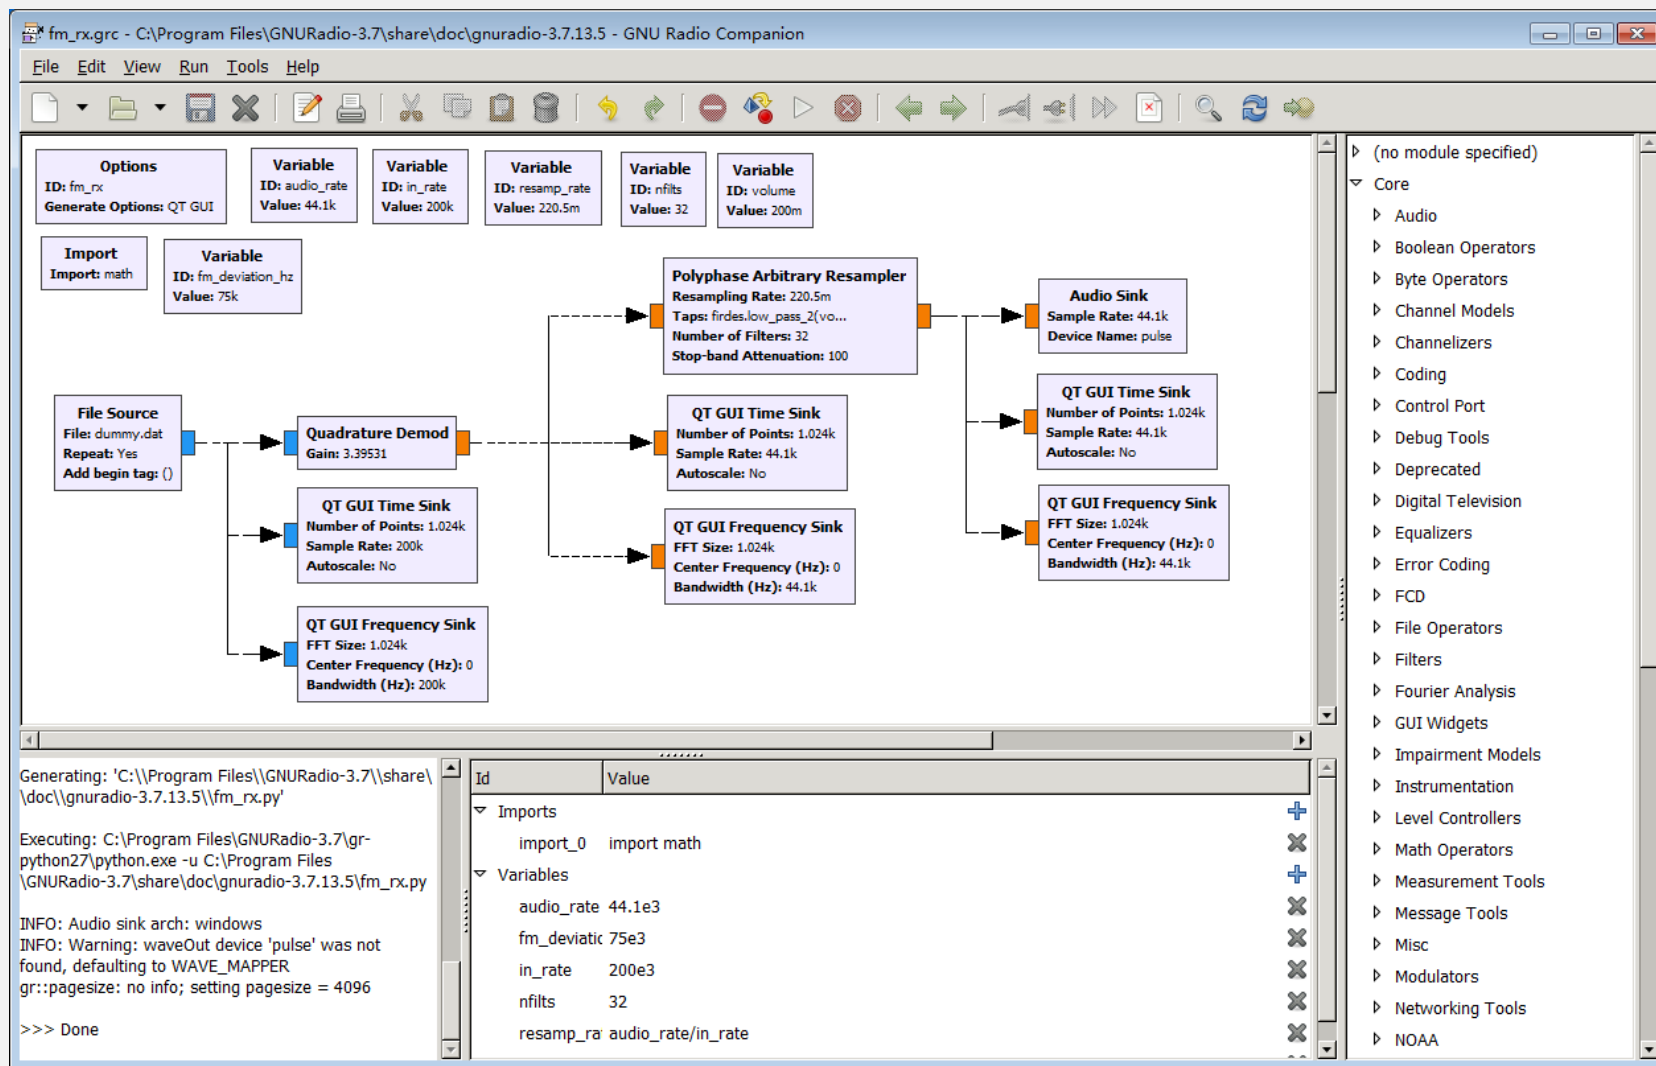 fm_rx.grc - C:\Program Files\GNURadio-3.7\share\doc\gnuradio-3.7.13.5 - GNU Radio Companion
File Edit View Run Tools Help
Options
ID: fm_rx
Generate Options: QT GUI
Variable
ID: audio_rate
Value: 44.1k
Variable
ID: in_rate
Value: 200k
Variable
ID: resamp_rate
Value: 220.5m
Variable
ID: nfilts
Value: 32
Variable
ID: volume
Value: 200m
Import
Import: math
Variable
ID: fm_deviation_hz
Value: 75k
File Source
File: dummy.dat
Repeat: Yes
Add begin tag: ()
Quadrature Demod
Gain: 3.39531
QT GUI Time Sink
Number of Points: 1.024k
Sample Rate: 200k
Autoscale: No
QT GUI Frequency Sink
FFT Size: 1.024k
Center Frequency (Hz): 0
Bandwidth (Hz): 200k
Polyphase Arbitrary Resampler
Resampling Rate: 220.5m
Taps: firdes.low_pass_2(vo...
Number of Filters: 32
Stop-band Attenuation: 100
QT GUI Time Sink
Number of Points: 1.024k
Sample Rate: 44.1k
Autoscale: No
QT GUI Frequency Sink
FFT Size: 1.024k
Center Frequency (Hz): 0
Bandwidth (Hz): 44.1k
Audio Sink
Sample Rate: 44.1k
Device Name: pulse
QT GUI Time Sink
Number of Points: 1.024k
Sample Rate: 44.1k
Autoscale: No
QT GUI Frequency Sink
FFT Size: 1.024k
Center Frequency (Hz): 0
Bandwidth (Hz): 44.1k
(no module specified)
Core
Audio
Boolean Operators
Byte Operators
Channel Models
Channelizers
Coding
Control Port
Debug Tools
Deprecated
Digital Television
Equalizers
Error Coding
FCD
File Operators
Filters
Fourier Analysis
GUI Widgets
Impairment Models
Instrumentation
Level Controllers
Math Operators
Measurement Tools
Message Tools
Misc
Modulators
Networking Tools
NOAA
Generating: 'C:\\Program Files\\GNURadio-3.7\\share\
\doc\\gnuradio-3.7.13.5\\fm_rx.py'
Executing: C:\Program Files\GNURadio-3.7\gr-
python27\python.exe -u C:\Program Files
\GNURadio-3.7\share\doc\gnuradio-3.7.13.5\fm_rx.py
INFO: Audio sink arch: windows
INFO: Warning: waveOut device 'pulse' was not
found, defaulting to WAVE_MAPPER
gr::pagesize: no info; setting pagesize = 4096
>>> Done
Id Value
Imports
import_0 import math
Variables
audio_rate 44.1e3
fm_deviatic 75e3
in_rate 200e3
nfilts 32
resamp_ra audio_rate/in_rate